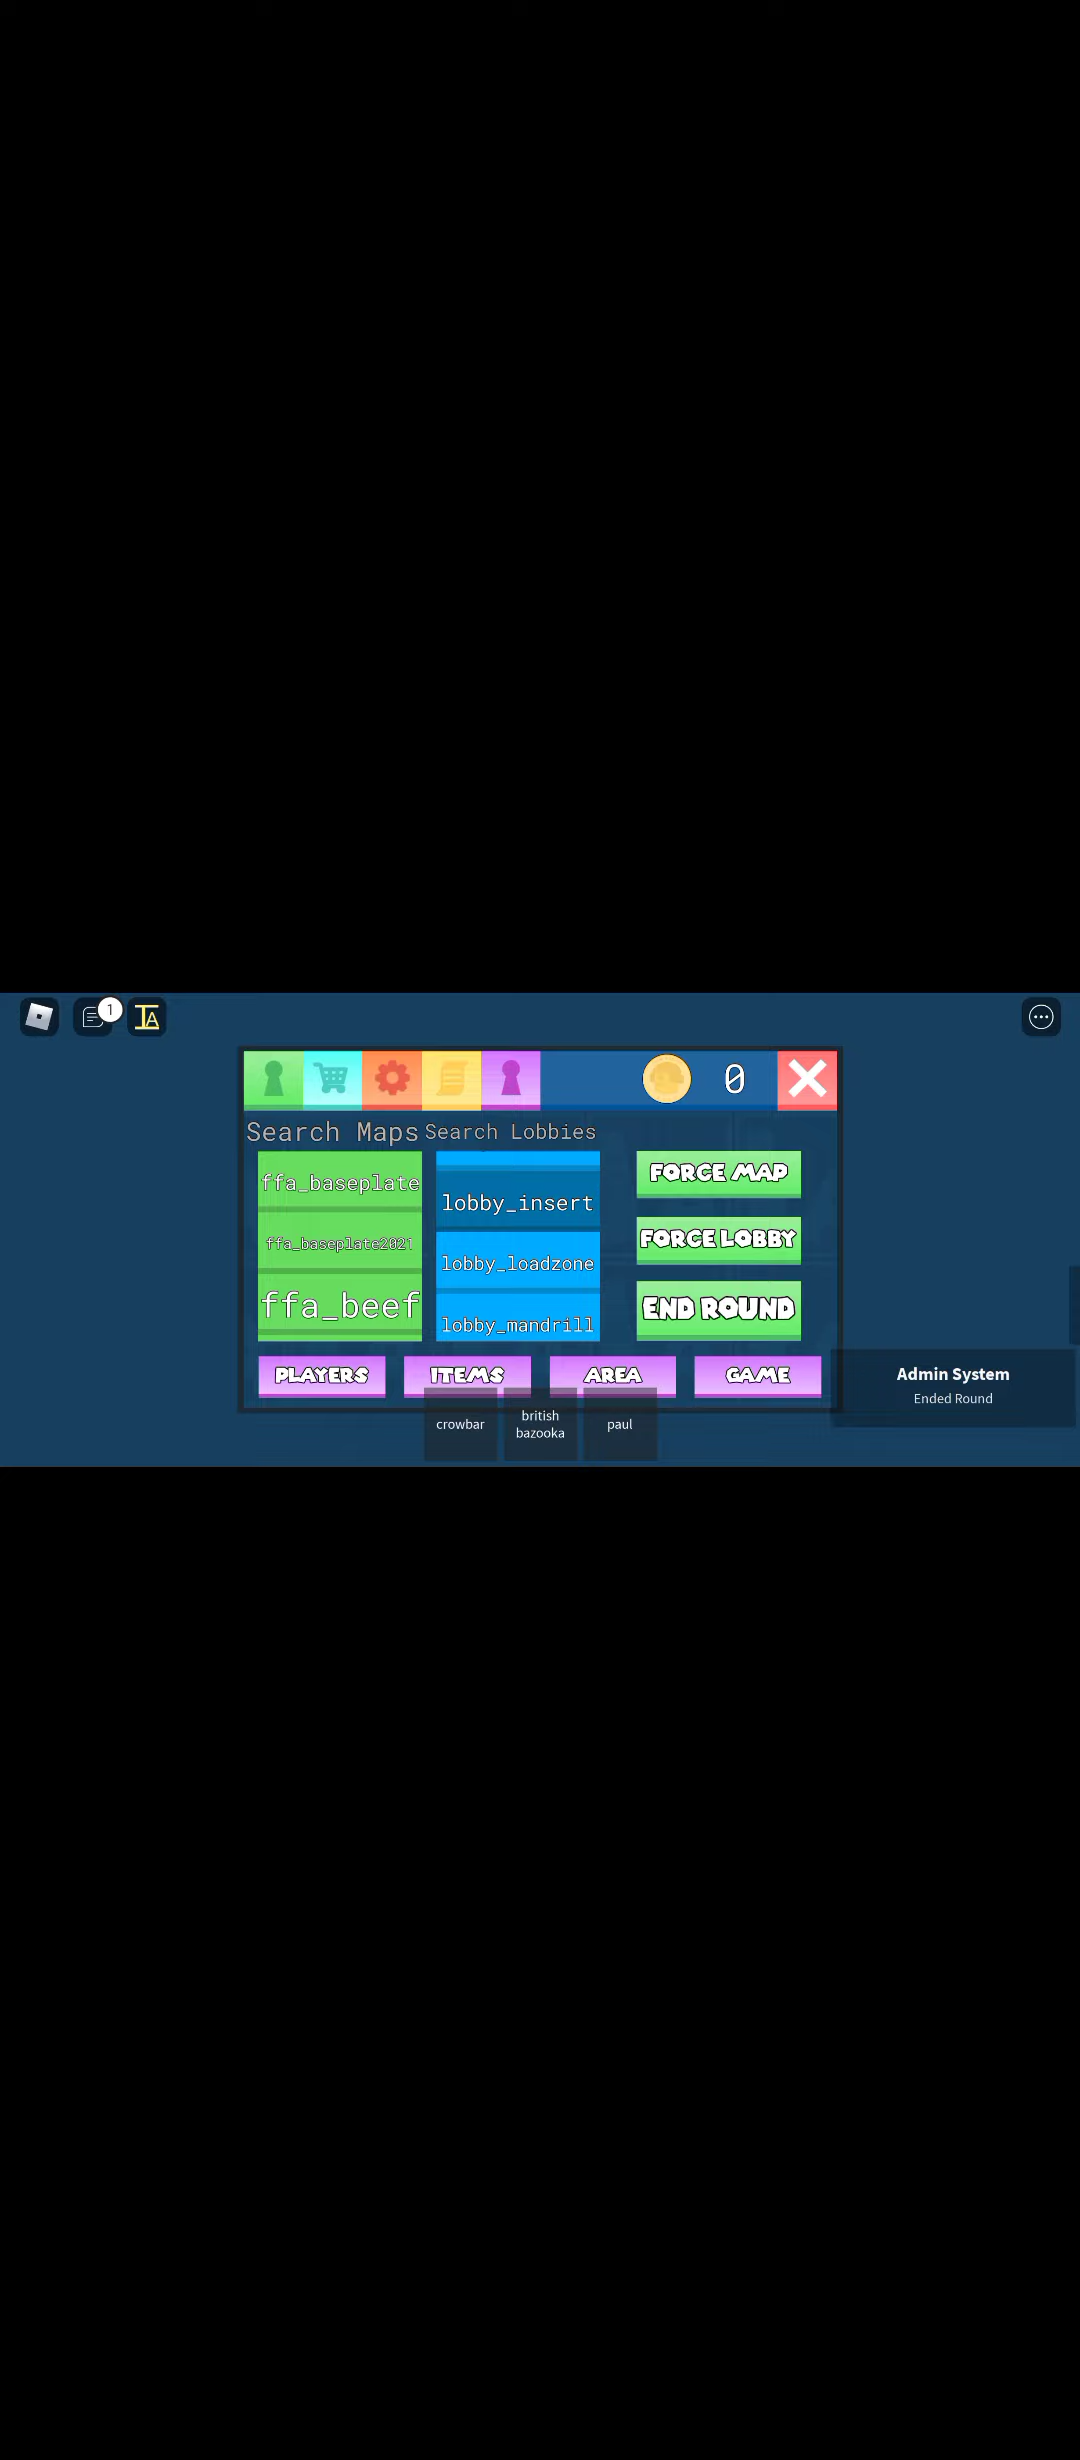 1
TA
0
Search Maps
Search Lobbies
ffa_baseplate
ffa_baseplate2021
ffa_beef
lobby_insert
lobby_loadzone
lobby_mandrill
FORCE MAP
FORCE LOBBY
END ROUND
PLAYERS
ITEMS
AREA
GAME
Admin System
Ended Round
crowbar
british
bazooka
paul